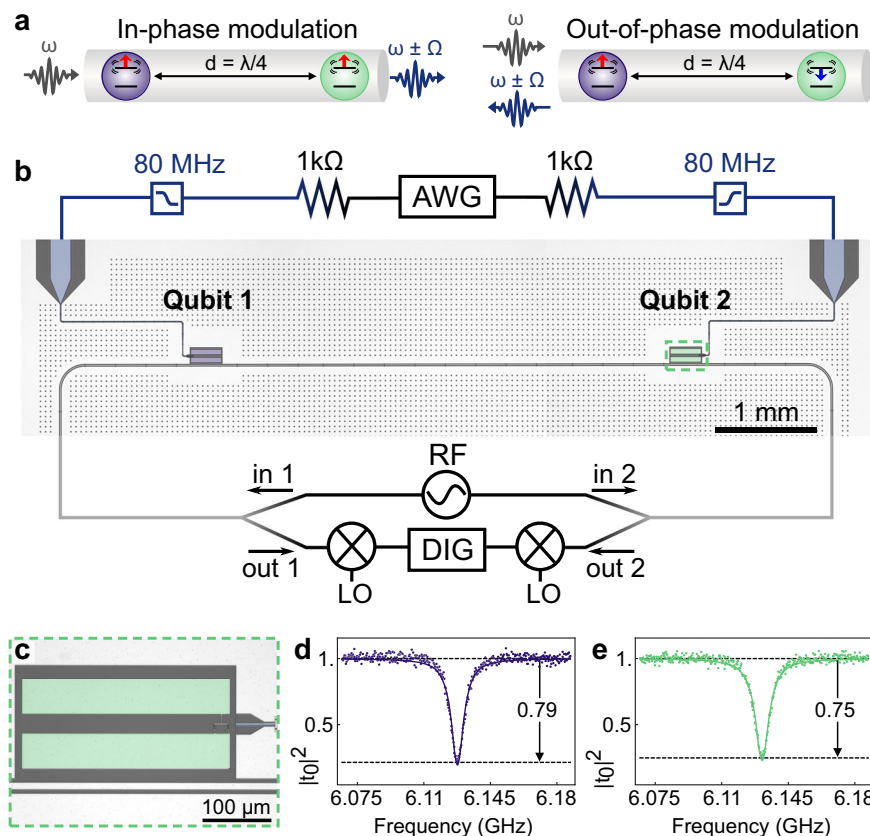 a
In-phase modulation
Out-of-phase modulation
ω
d = λ/4
ω ± Ω
ω
ω ± Ω
d = λ/4
b
80 MHz
1kΩ
AWG
1kΩ
80 MHz
Qubit 1
Qubit 2
1 mm
RF
in 1
in 2
DIG
out 1
out 2
LO
LO
c
100 µm
d
|t₀|²
1.
0.5
0.79
6.075
6.11
6.145
6.18
Frequency (GHz)
e
|t₀|²
1.
0.5
0.75
6.075
6.11
6.145
6.18
Frequency (GHz)